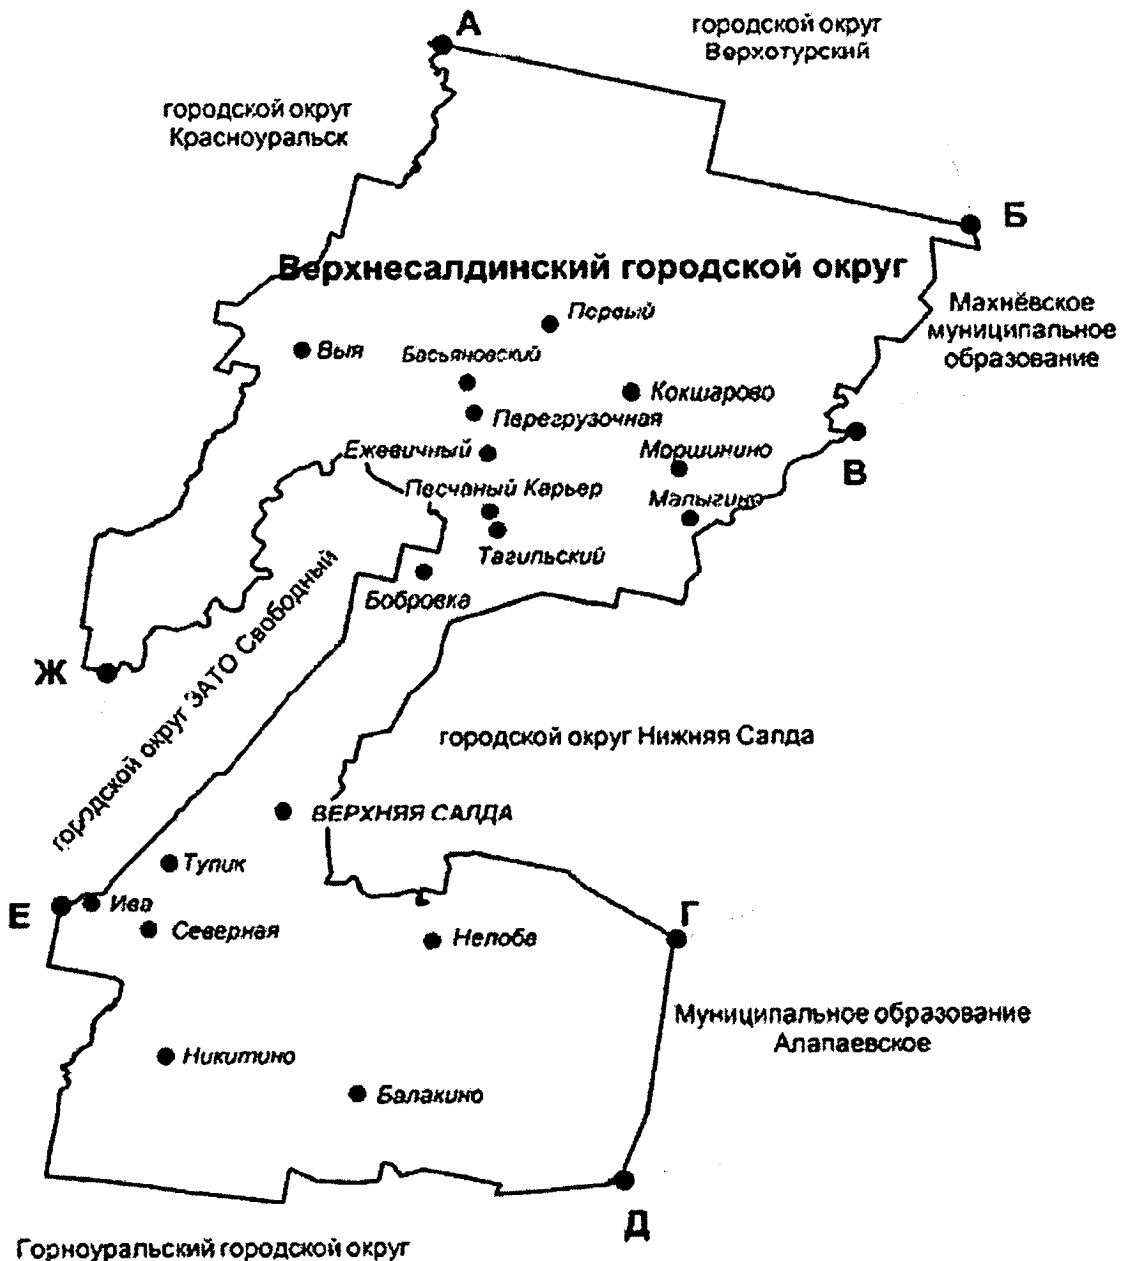 А
городской округ
Верхотурский
городской округ
Красноуральск
Б
Верхнесалдинский городской округ
Махнёвское
муниципальное
образование
Первый
Выя
Басьяновский
Кокшарово
Перегрузочная
Ежевичный
Моршинино
В
Песчаный Карьер
Малыгино
Тагильский
Бобровка
Ж
городской округ ЗАТО Свободный
городской округ Нижняя Салда
ВЕРХНЯЯ САЛДА
Тупик
Е
Ива
Северная
Нелоба
Г
Муниципальное образование
Алапаевское
Никитино
Балакино
Д
Горноуральский городской округ